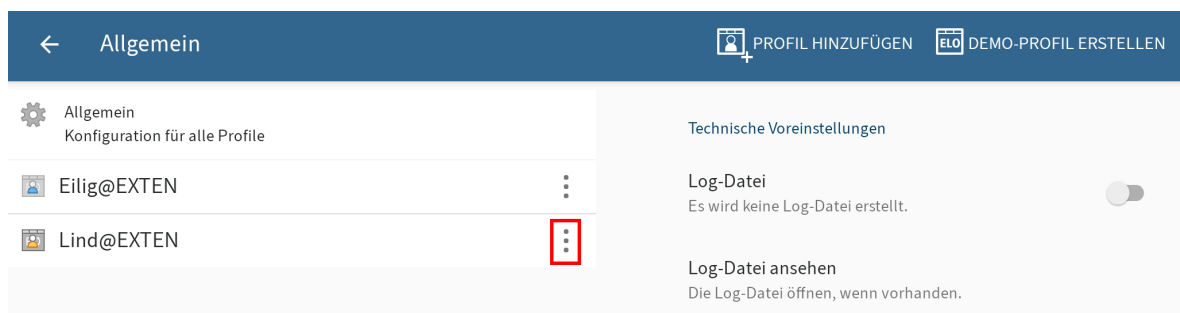 Allgemein
PROFIL HINZUFÜGEN
ELO DEMO-PROFIL ERSTELLEN
Allgemein
Konfiguration für alle Profile
Eilig@EXTEN
Lind@EXTEN
Technische Voreinstellungen
Log-Datei
Es wird keine Log-Datei erstellt.
Log-Datei ansehen
Die Log-Datei öffnen, wenn vorhanden.